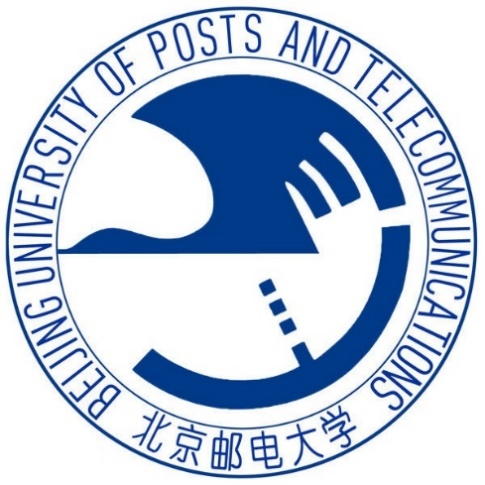 BEIJING UNIVERSITY OF POSTS AND TELECOMMUNICATIONS
北京邮电大学